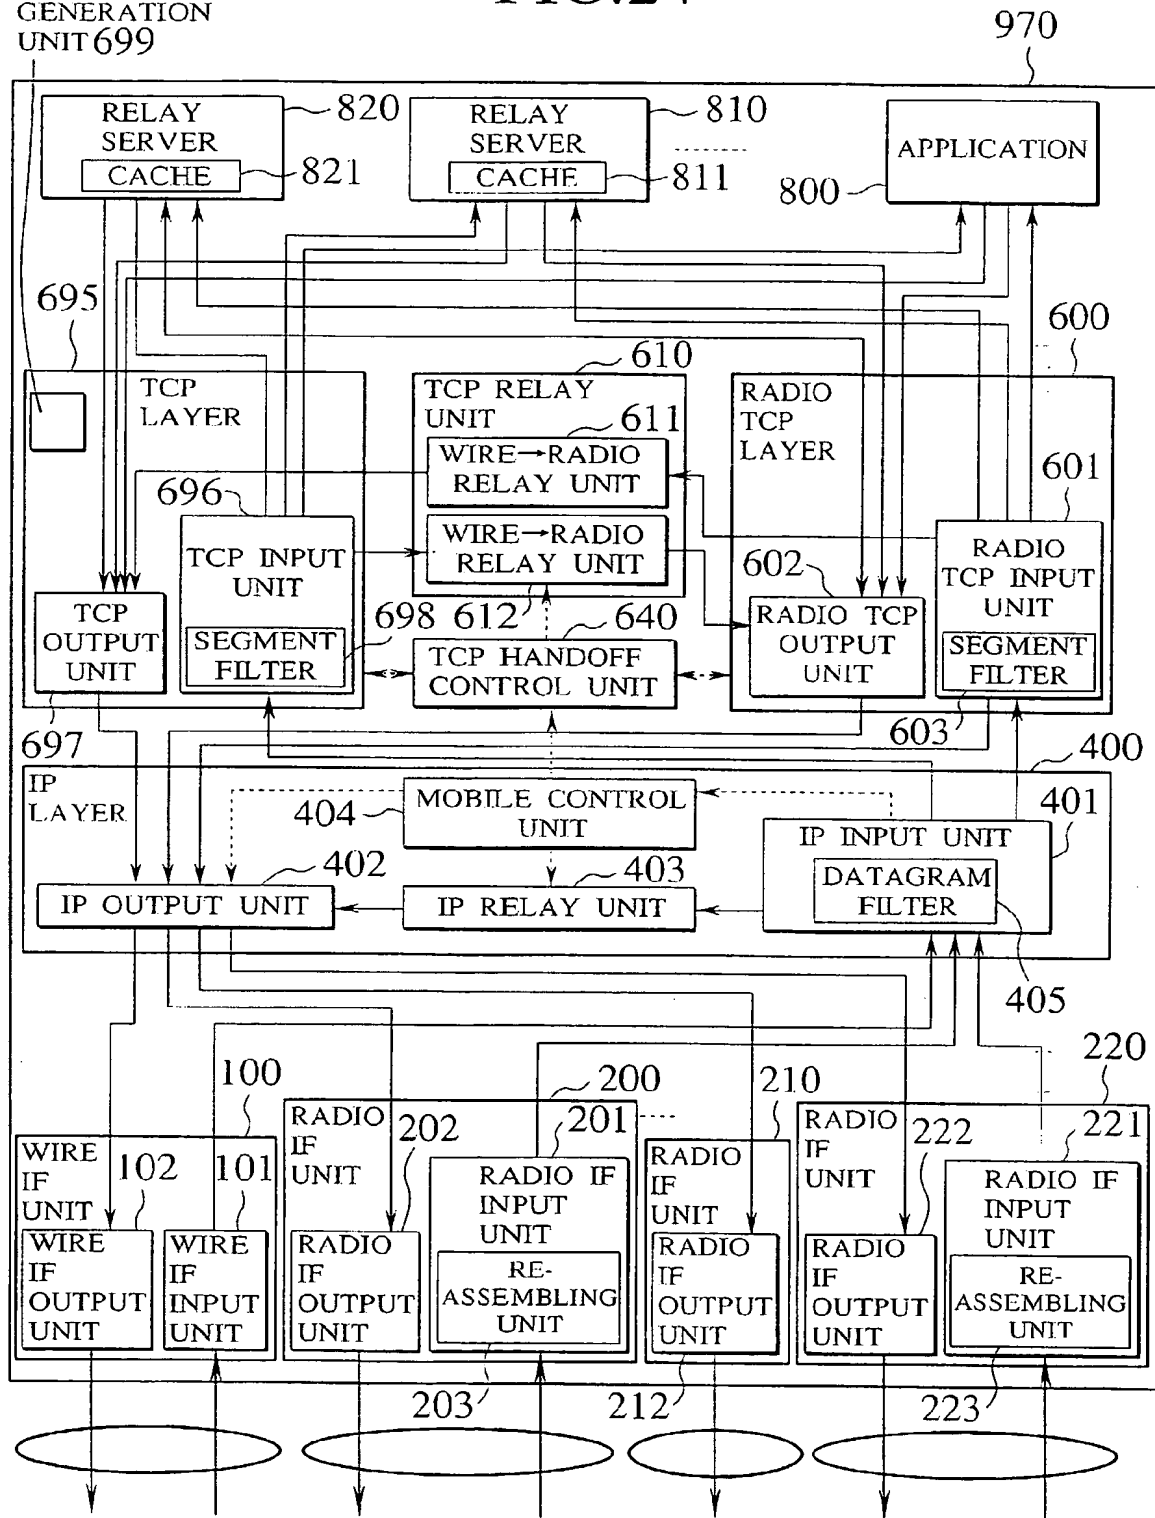 GENERATION
UNIT 699
970
RELAY
SERVER
CACHE
820
821
RELAY
SERVER
CACHE
810
811
APPLICATION
800
695
TCP
LAYER
610
TCP RELAY
UNIT
611
WIRE→RADIO
RELAY UNIT
WIRE→RADIO
RELAY UNIT
612
600
RADIO
TCP
LAYER
601
RADIO
TCP INPUT
UNIT
SEGMENT
FILTER
603
602
RADIO TCP
OUTPUT
UNIT
696
TCP INPUT
UNIT
SEGMENT
FILTER
698
TCP
OUTPUT
UNIT
697
640
TCP HANDOFF
CONTROL UNIT
400
IP
LAYER
404
MOBILE CONTROL
UNIT
401
IP INPUT UNIT
DATAGRAM
FILTER
405
402
IP OUTPUT UNIT
403
IP RELAY UNIT
100
WIRE
IF
UNIT
102
101
WIRE
IF
OUTPUT
UNIT
WIRE
IF
INPUT
UNIT
200
RADIO
IF
UNIT
202
201
RADIO
IF
OUTPUT
UNIT
RADIO IF
INPUT
UNIT
RE-
ASSEMBLING
UNIT
203
210
RADIO
IF
UNIT
RADIO
IF
OUTPUT
UNIT
212
220
RADIO
IF
UNIT
222
221
RADIO
IF
OUTPUT
UNIT
RADIO IF
INPUT
UNIT
RE-
ASSEMBLING
UNIT
223